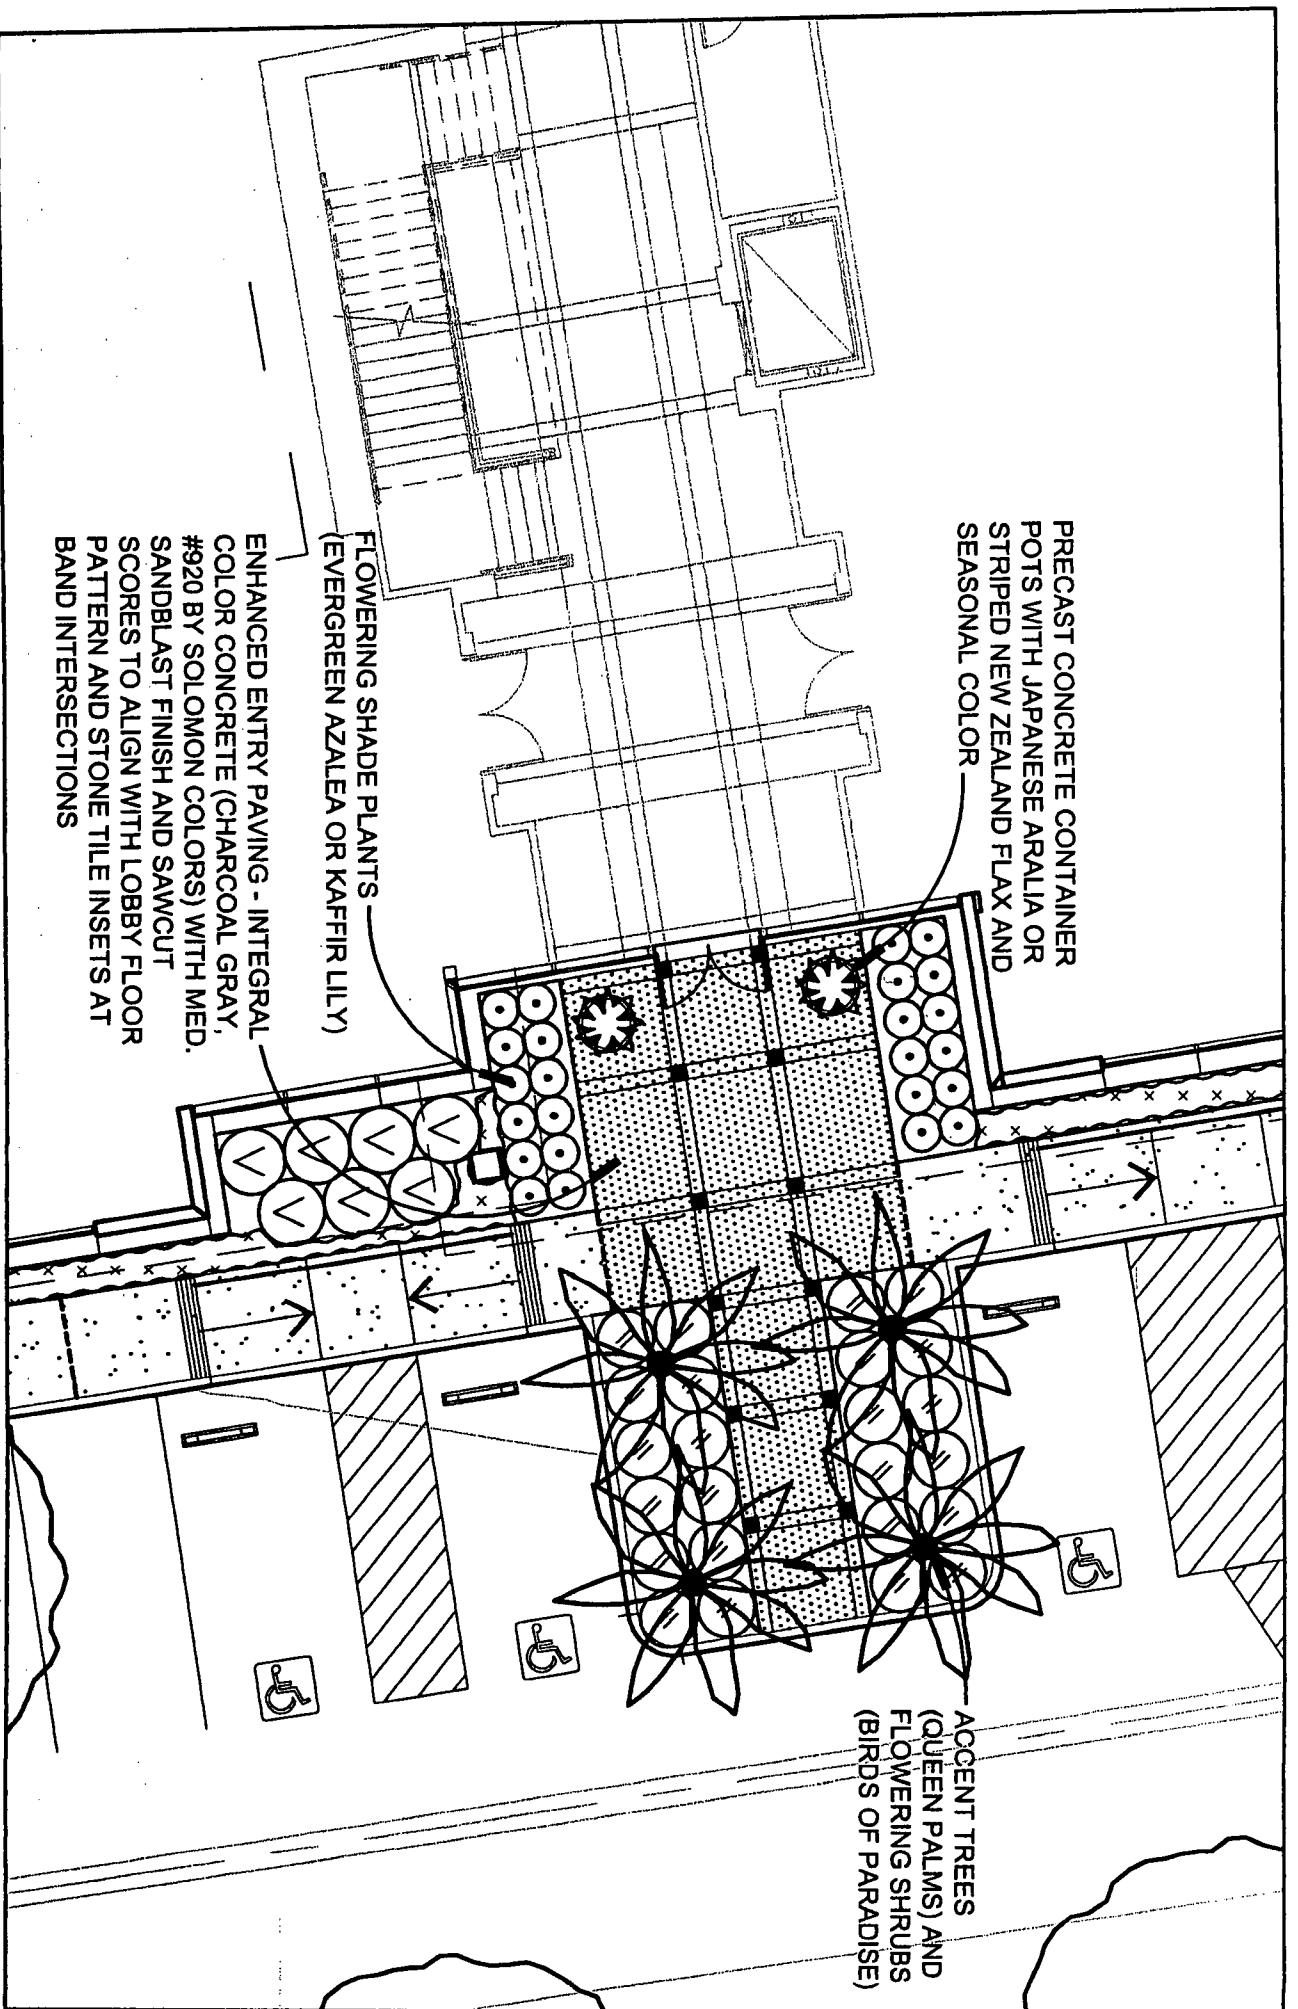 PRECAST CONCRETE CONTAINER
POTS WITH JAPANESE ARALIA OR
STRIPED NEW ZEALAND FLAX AND
SEASONAL COLOR
FLOWERING SHADE PLANTS
(EVERGREEN AZALEA OR KAFFIR LILY)
ENHANCED ENTRY PAVING - INTEGRAL
COLOR CONCRETE (CHARCOAL GRAY,
#920 BY SOLOMON COLORS) WITH MED.
SANDBLAST FINISH AND SAWCUT
SCORES TO ALIGN WITH LOBBY FLOOR
PATTERN AND STONE TILE INSETS AT
BAND INTERSECTIONS
ACCENT TREES
(QUEEN PALMS) AND
FLOWERING SHRUBS
(BIRDS OF PARADISE)